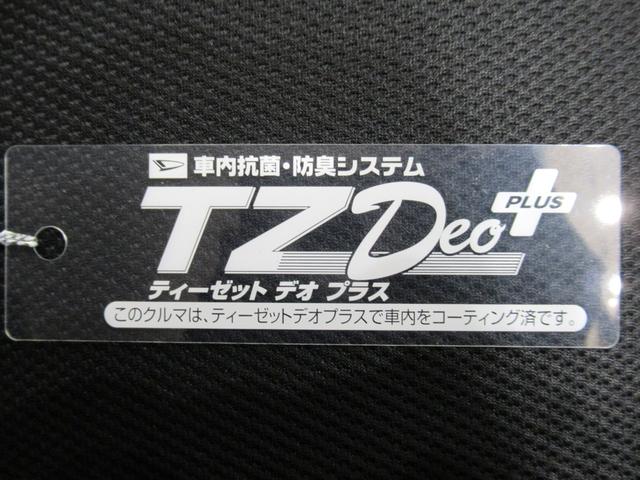 車内抗菌・防臭システム
TZ Deo PLUS
ティーゼット デオ プラス
このクルマは、ティーゼットデオプラスで車内をコーティング済です。